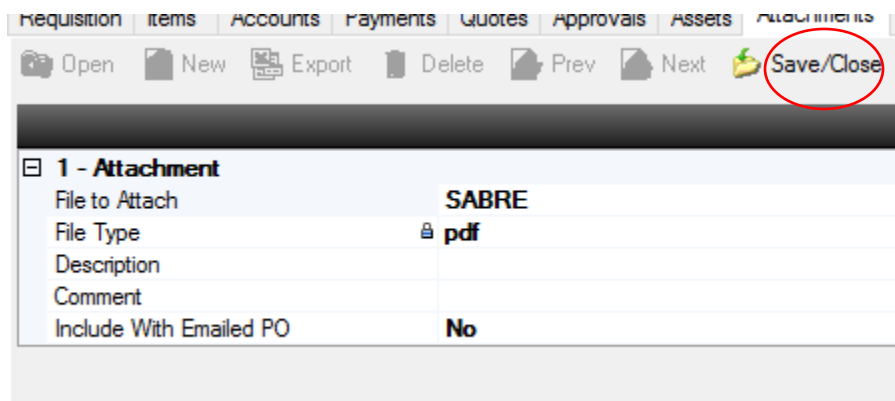 Requisition Items Accounts Payments Quotes Approvals Assets Attachments
Open New Export Delete Prev Next Save/Close
1 - Attachment
File to Attach SABRE
File Type pdf
Description
Comment
Include With Emailed PO No